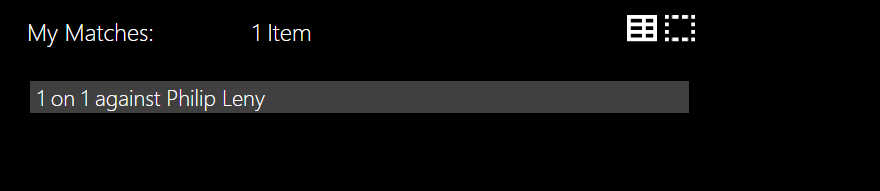 My Matches: 1 Item
1 on 1 against Philip Leny